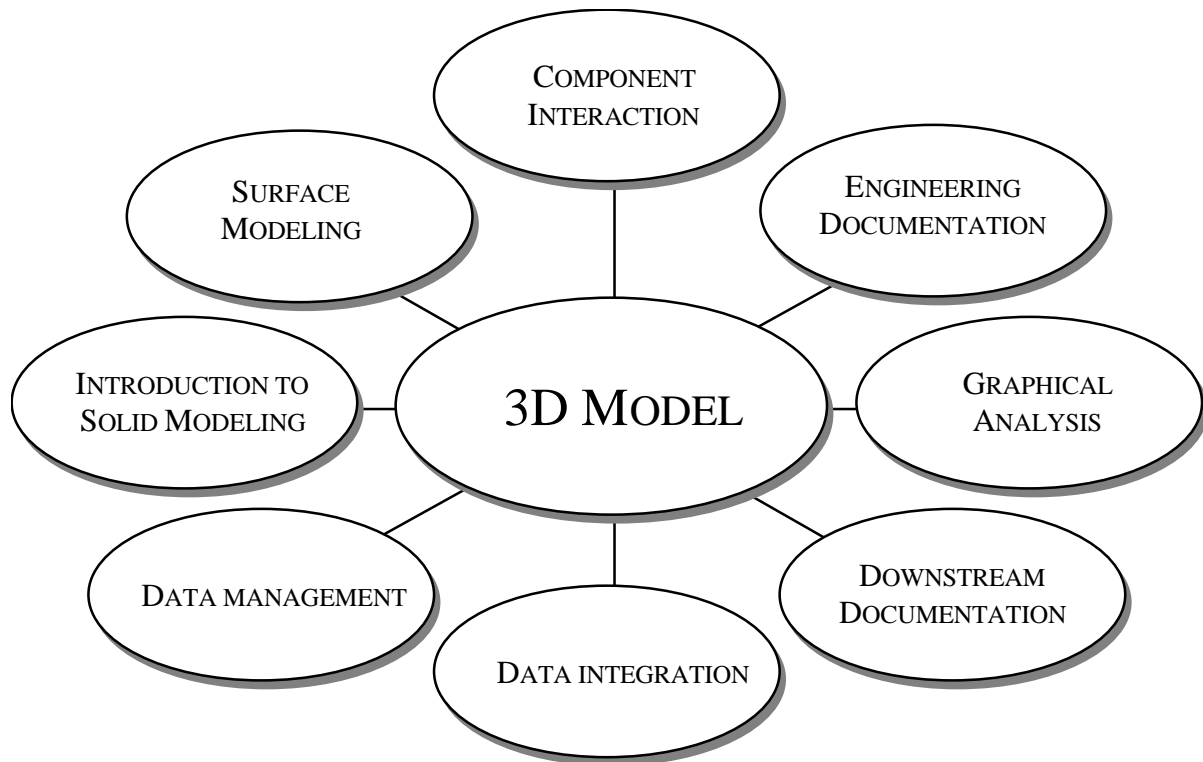 COMPONENT
INTERACTION
SURFACE
MODELING
ENGINEERING
DOCUMENTATION
INTRODUCTION TO
SOLID MODELING
3D MODEL
GRAPHICAL
ANALYSIS
DATA MANAGEMENT
DOWNSTREAM
DOCUMENTATION
DATA INTEGRATION